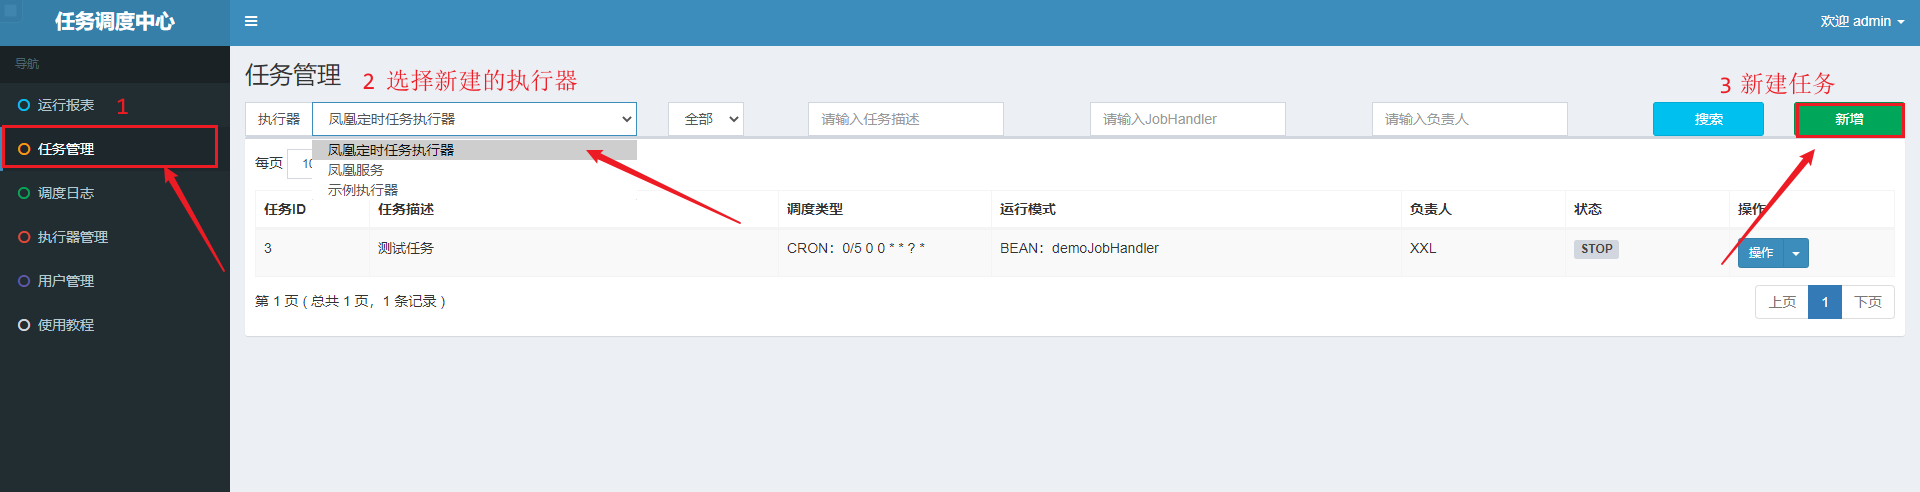 任务调度中心
欢迎 admin
导航
运行报表
1
任务管理
调度日志
执行器管理
用户管理
使用教程
任务管理
2 选择新建的执行器
3 新建任务
执行器
凤凰定时任务执行器
全部
请输入任务描述
请输入JobHandler
请输入负责人
搜索
新增
凤凰定时任务执行器
凤凰服务
示例执行器
每页 10
任务ID 任务描述 调度类型 运行模式 负责人 状态 操作
3 测试任务 CRON：0/5 0 0 * * ? * BEAN：demoJobHandler XXL STOP 操作
第 1 页 ( 总共 1 页，1 条记录 )
上页 1 下页